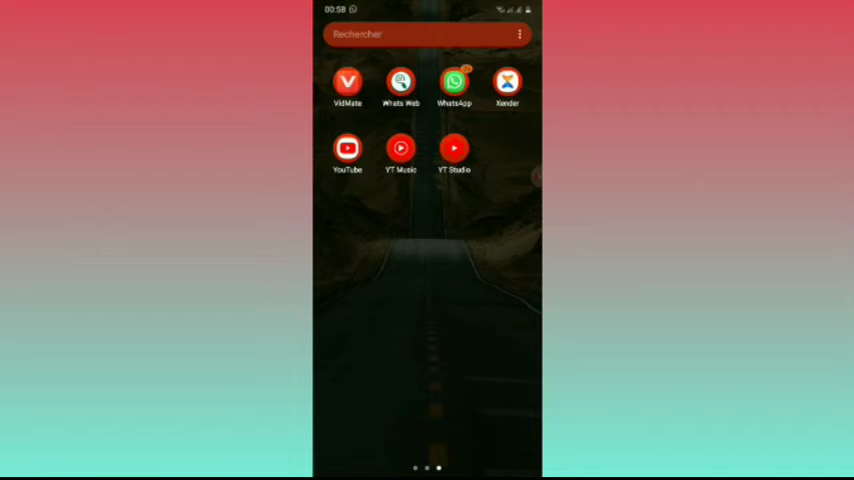 00:58
Rechercher
VidMate Whats Web WhatsApp Xender
YouTube YT Music YT Studio